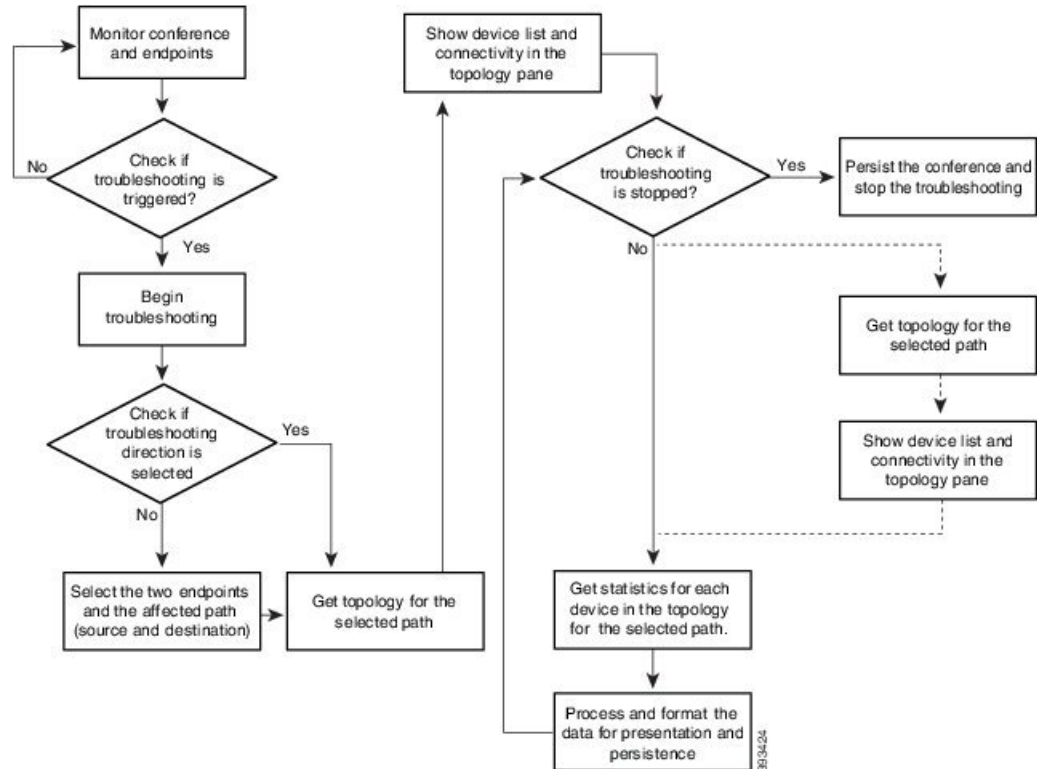 Monitor conference
and endpoints
No
Check if
troubleshooting is
triggered?
Yes
Begin
troubleshooting
Check if
troubleshooting
direction is
selected
Yes
No
Select the two endpoints
and the affected path
(source and destination)
Get topology for the
selected path
Show device list and
connectivity in the
topology pane
Check if
troubleshooting
is stopped?
Yes
Persist the conference and
stop the troubleshooting
No
Get topology for the
selected path
Show device list and
connectivity in the
topology pane
Get statistics for each
device in the topology
for the selected path.
Process and format the
data for presentation and
persistence
393424